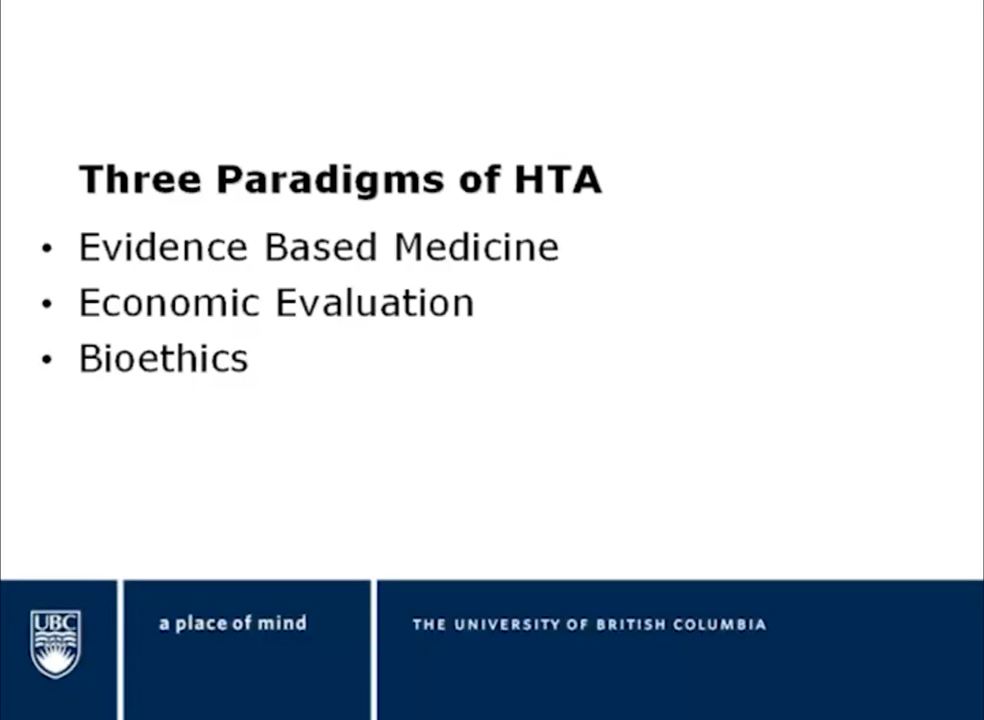 Three Paradigms of HTA
• Evidence Based Medicine
• Economic Evaluation
• Bioethics
UBC
a place of mind
THE UNIVERSITY OF BRITISH COLUMBIA